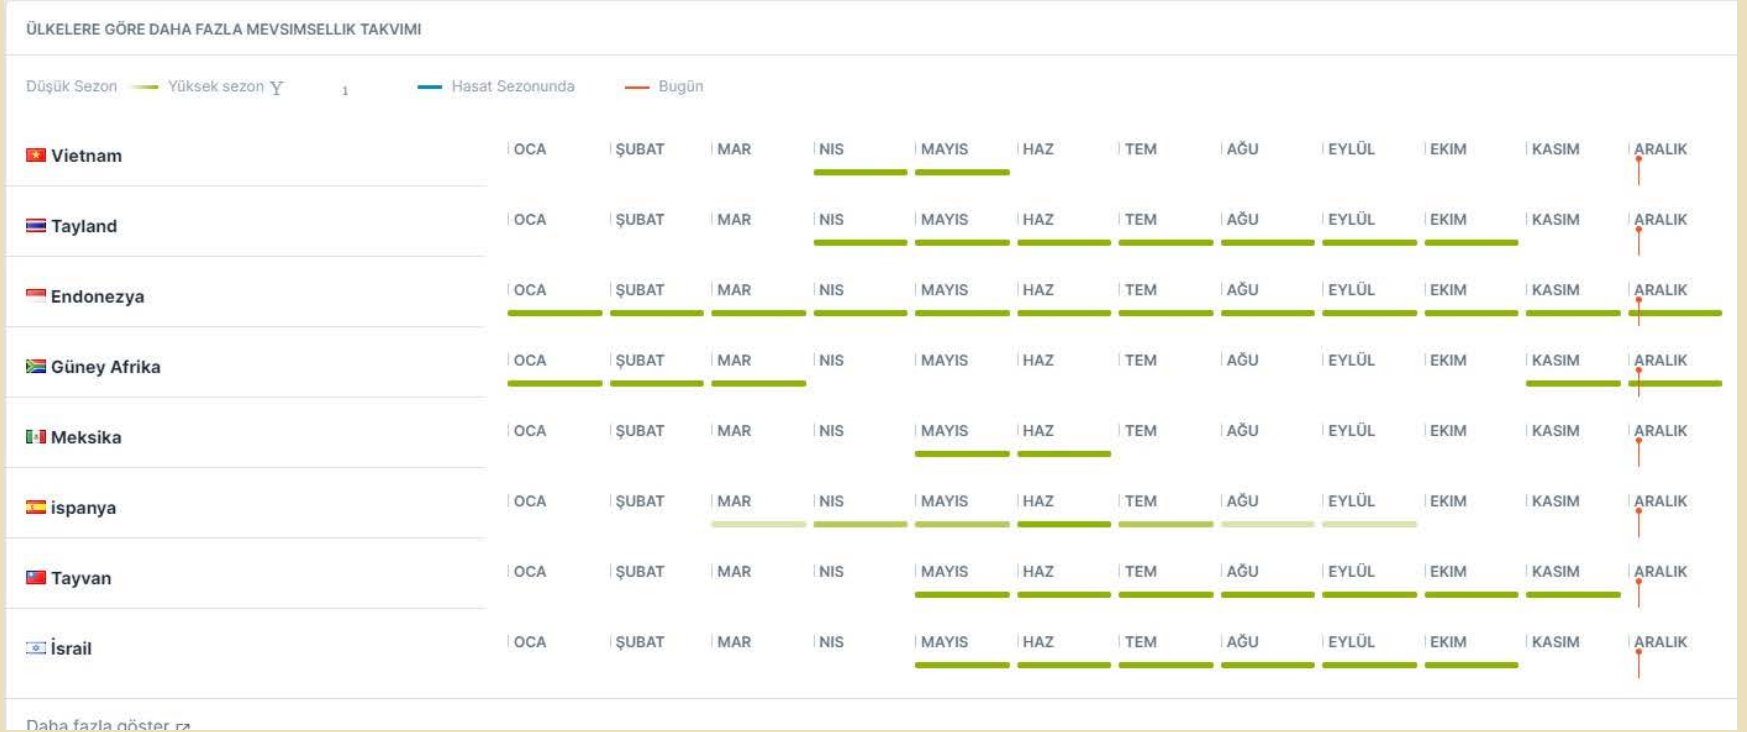 ÜLKELERE GÖRE DAHA FAZLA MEVSIMSELLIK TAKVIMI
Düşük Sezon Yüksek sezon Y 1 Hasat Sezonunda Bugün
Vietnam OCA ŞUBAT MAR NIS MAYIS HAZ TEM AĞU EYLÜL EKIM KASIM ARALIK
Tayland OCA ŞUBAT MAR NIS MAYIS HAZ TEM AĞU EYLÜL EKIM KASIM ARALIK
Endonezya OCA ŞUBAT MAR NIS MAYIS HAZ TEM AĞU EYLÜL EKIM KASIM ARALIK
Güney Afrika OCA ŞUBAT MAR NIS MAYIS HAZ TEM AĞU EYLÜL EKIM KASIM ARALIK
Meksika OCA ŞUBAT MAR NIS MAYIS HAZ TEM AĞU EYLÜL EKIM KASIM ARALIK
ispanya OCA ŞUBAT MAR NIS MAYIS HAZ TEM AĞU EYLÜL EKIM KASIM ARALIK
Tayvan OCA ŞUBAT MAR NIS MAYIS HAZ TEM AĞU EYLÜL EKIM KASIM ARALIK
İsrail OCA ŞUBAT MAR NIS MAYIS HAZ TEM AĞU EYLÜL EKIM KASIM ARALIK
Daha fazla göster